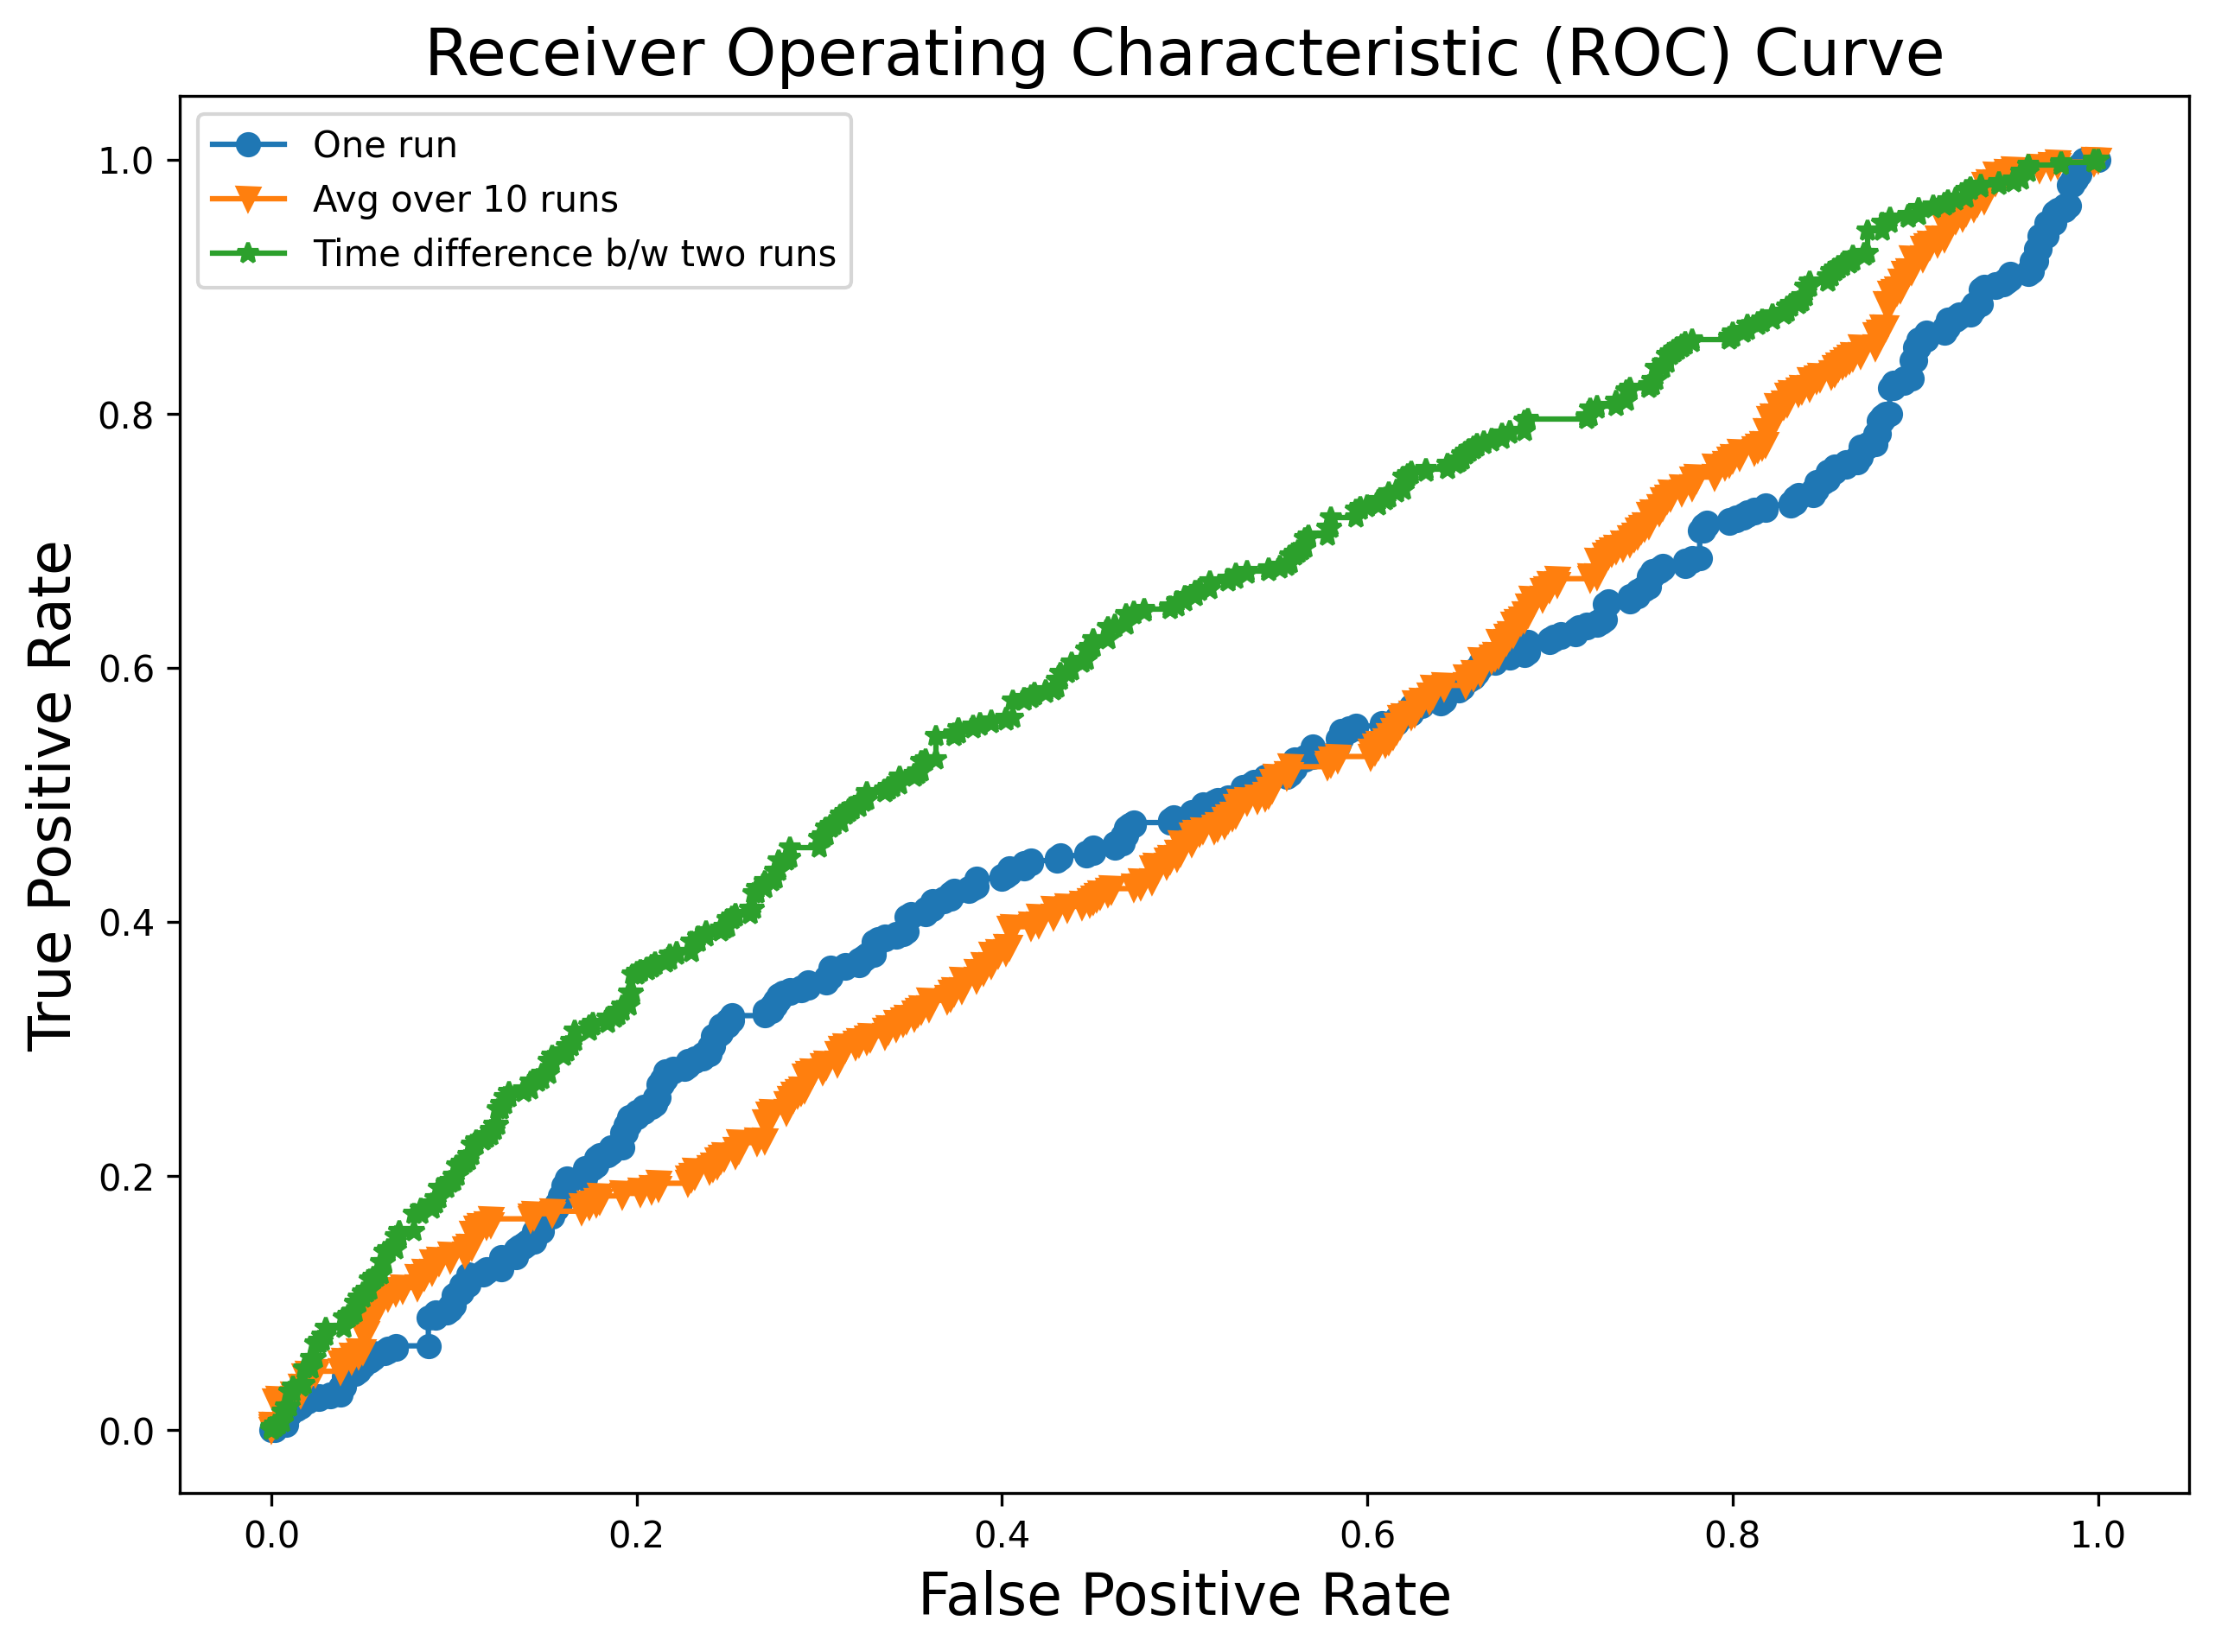 Receiver Operating Characteristic (ROC) Curve
One run
Avg over 10 runs
Time difference b/w two runs
True Positive Rate
1.0
0.8
0.6
0.4
0.2
0.0
0.0 0.2 0.4 0.6 0.8 1.0
False Positive Rate